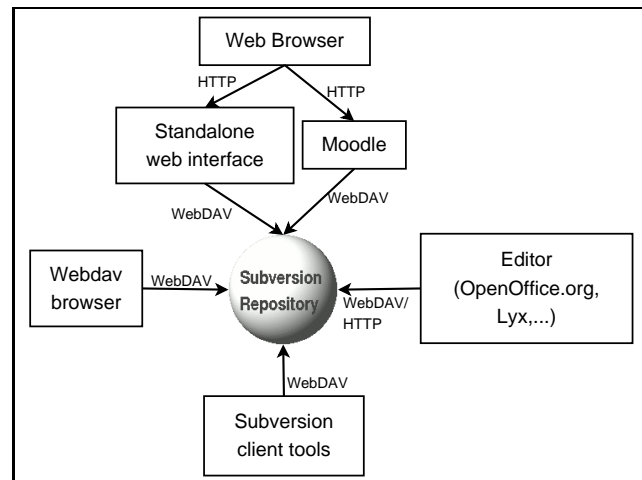 Web Browser
HTTP
HTTP
Standalone
web interface
Moodle
WebDAV
WebDAV
Webdav
browser
WebDAV
Subversion
Repository
WebDAV/
HTTP
Editor
(OpenOffice.org,
Lyx,...)
WebDAV
Subversion
client tools